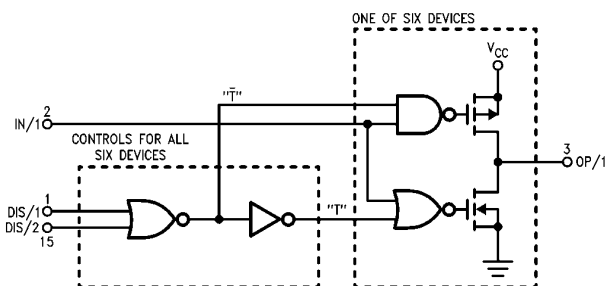 ONE OF SIX DEVICES
VCC
"T̅"
2
IN/1
CONTROLS FOR ALL
SIX DEVICES
3
OP/1
1
DIS/1
DIS/2
15
"T"